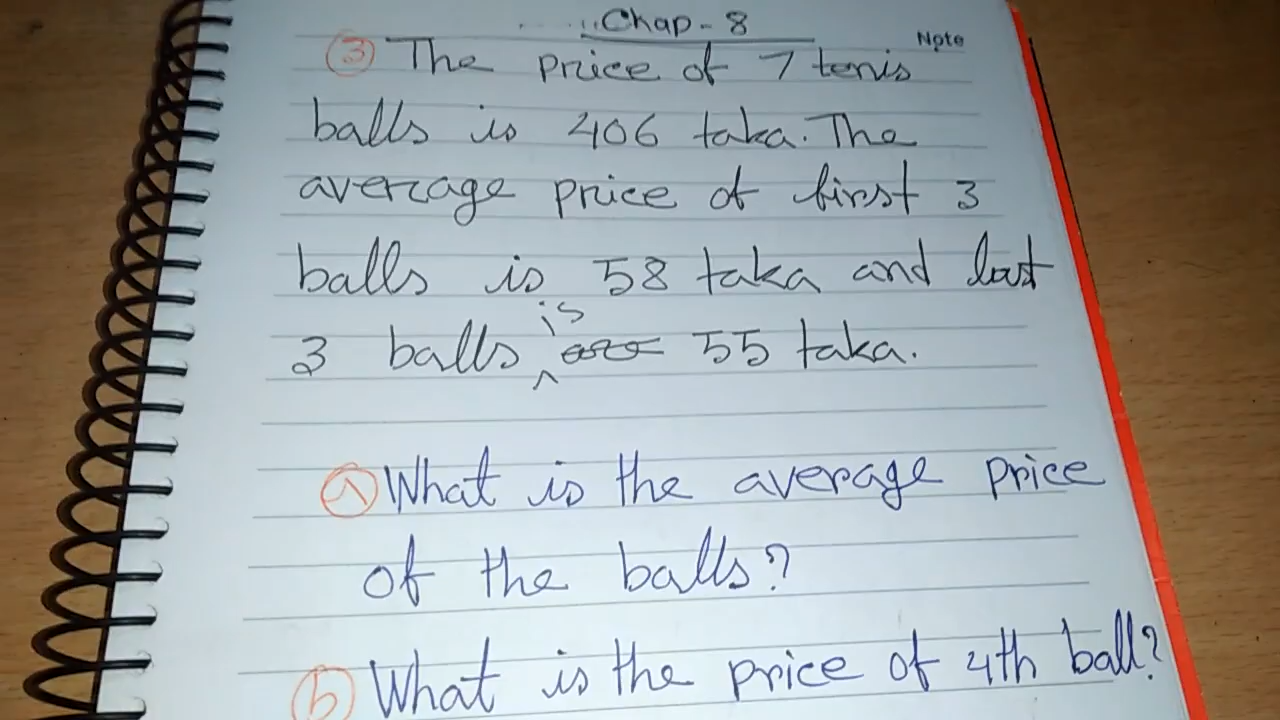 Chap - 8
Note
③ The price of 7 tenis
balls is 406 taka. The
average price of first 3
balls is 58 taka and last
is
3 balls 55 taka.
ⓐ What is the average price
of the balls?
ⓑ What is the price of 4th ball?